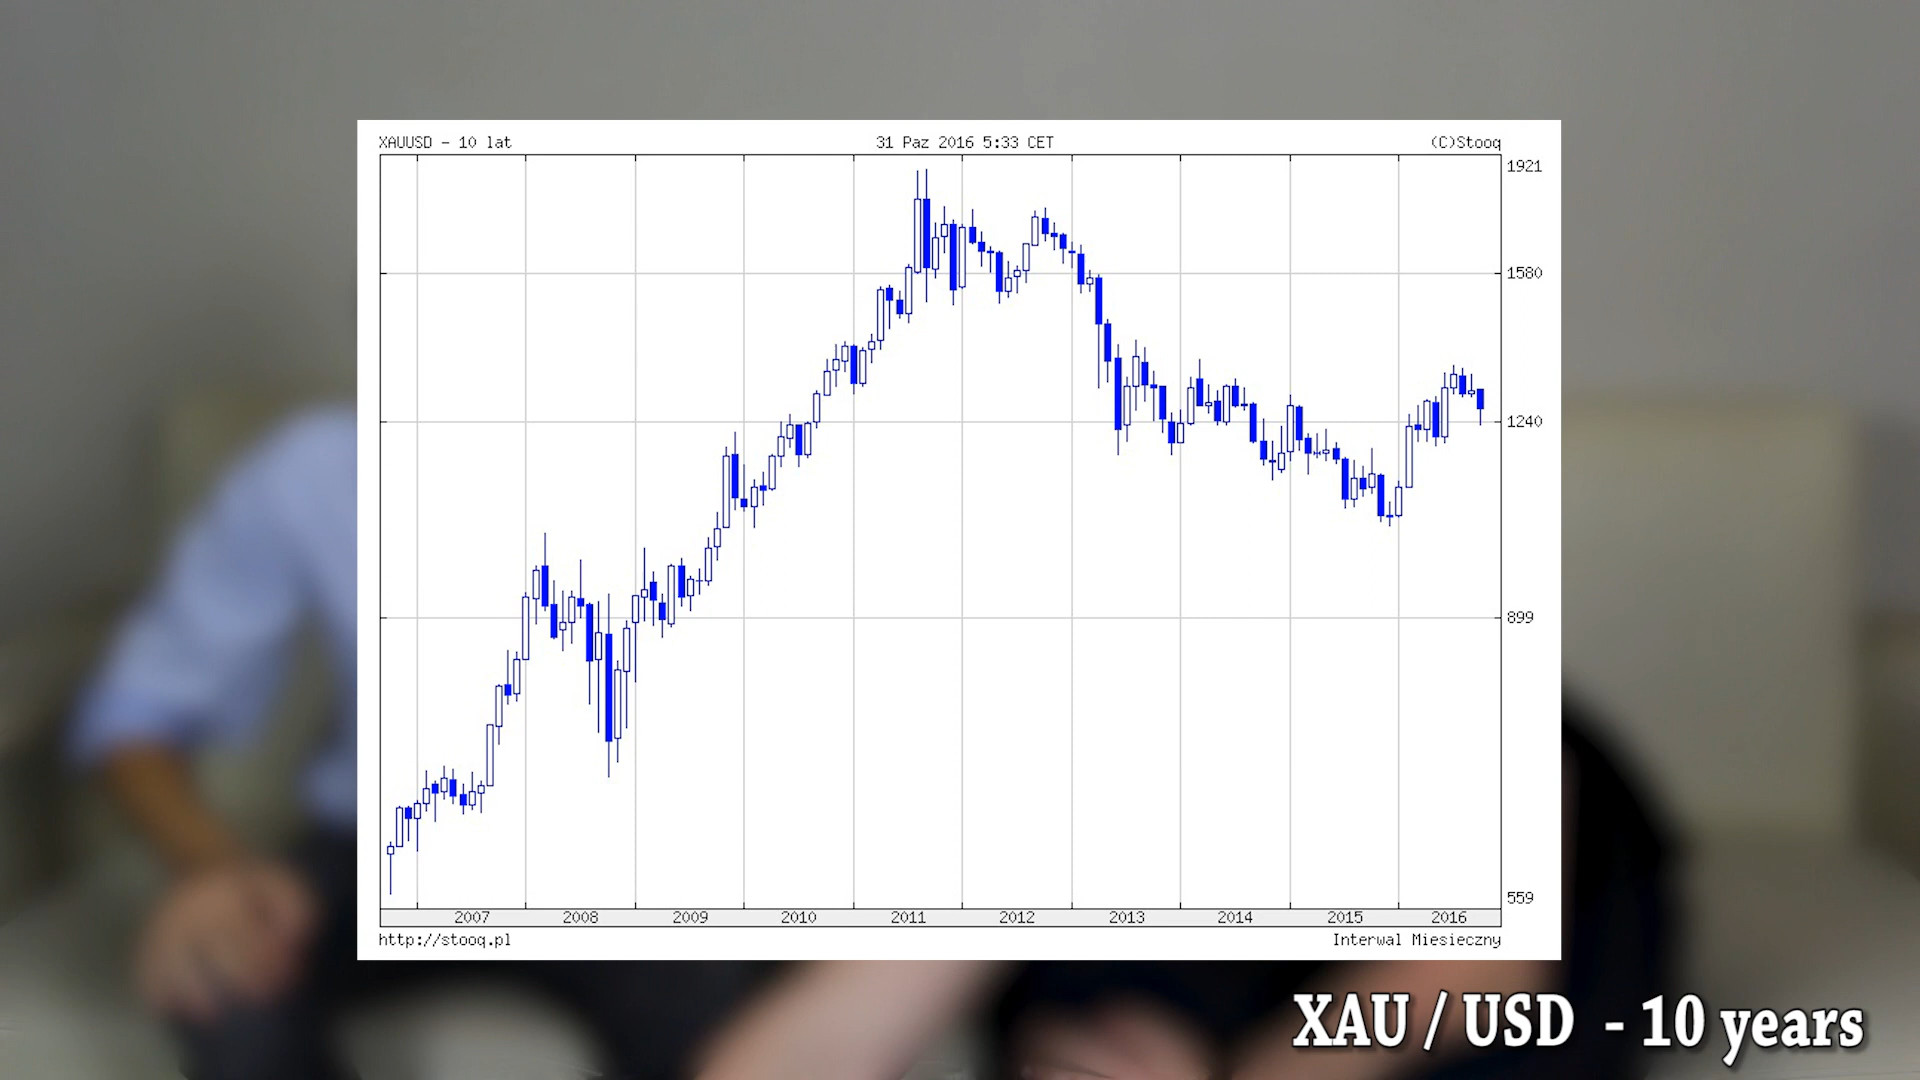 XAUUSD - 10 lat 31 Paz 2016 5:33 CET (C)Stooq
1921
1580
1240
899
559
2007 2008 2009 2010 2011 2012 2013 2014 2015 2016
http://stooq.pl Interwal Miesieczny
XAU / USD - 10 years